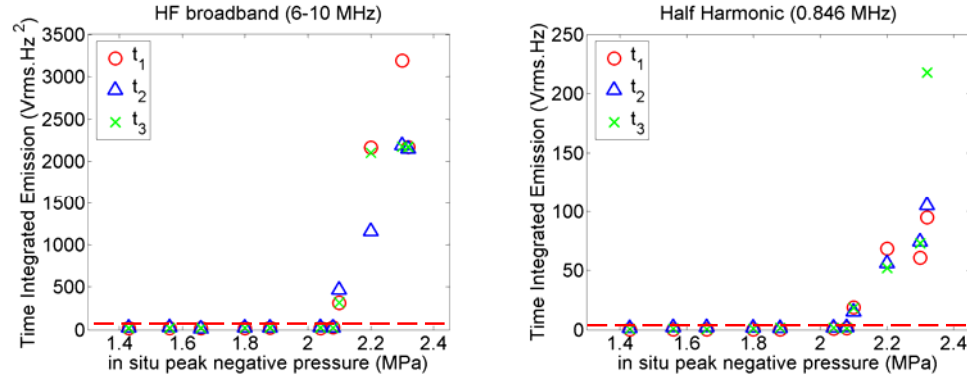 HF broadband (6-10 MHz)
Time Integrated Emission (Vrms.Hz²)
3500
3000
2500
2000
1500
1000
500
0
t₁
t₂
t₃
1.4 1.6 1.8 2 2.2 2.4
in situ peak negative pressure (MPa)
Half Harmonic (0.846 MHz)
Time Integrated Emission (Vrms.Hz)
250
200
150
100
50
0
t₁
t₂
t₃
1.4 1.6 1.8 2 2.2 2.4
in situ peak negative pressure (MPa)